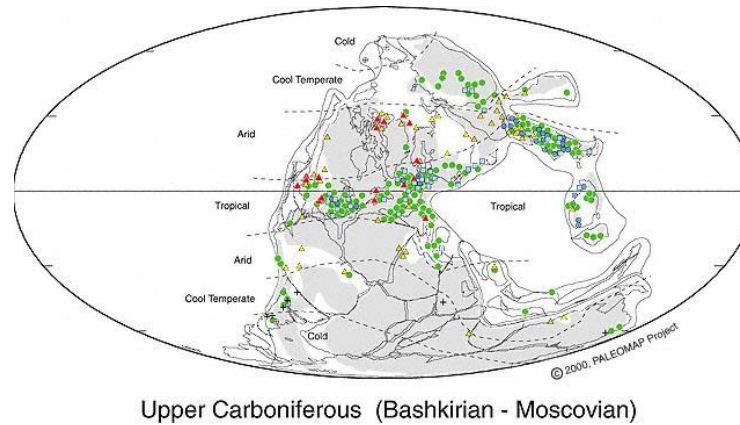 Cold
Cool Temperate
Arid
Tropical
Tropical
Arid
Cool Temperate
Cold
© 2000, PALEOMAP Project
Upper Carboniferous (Bashkirian - Moscovian)